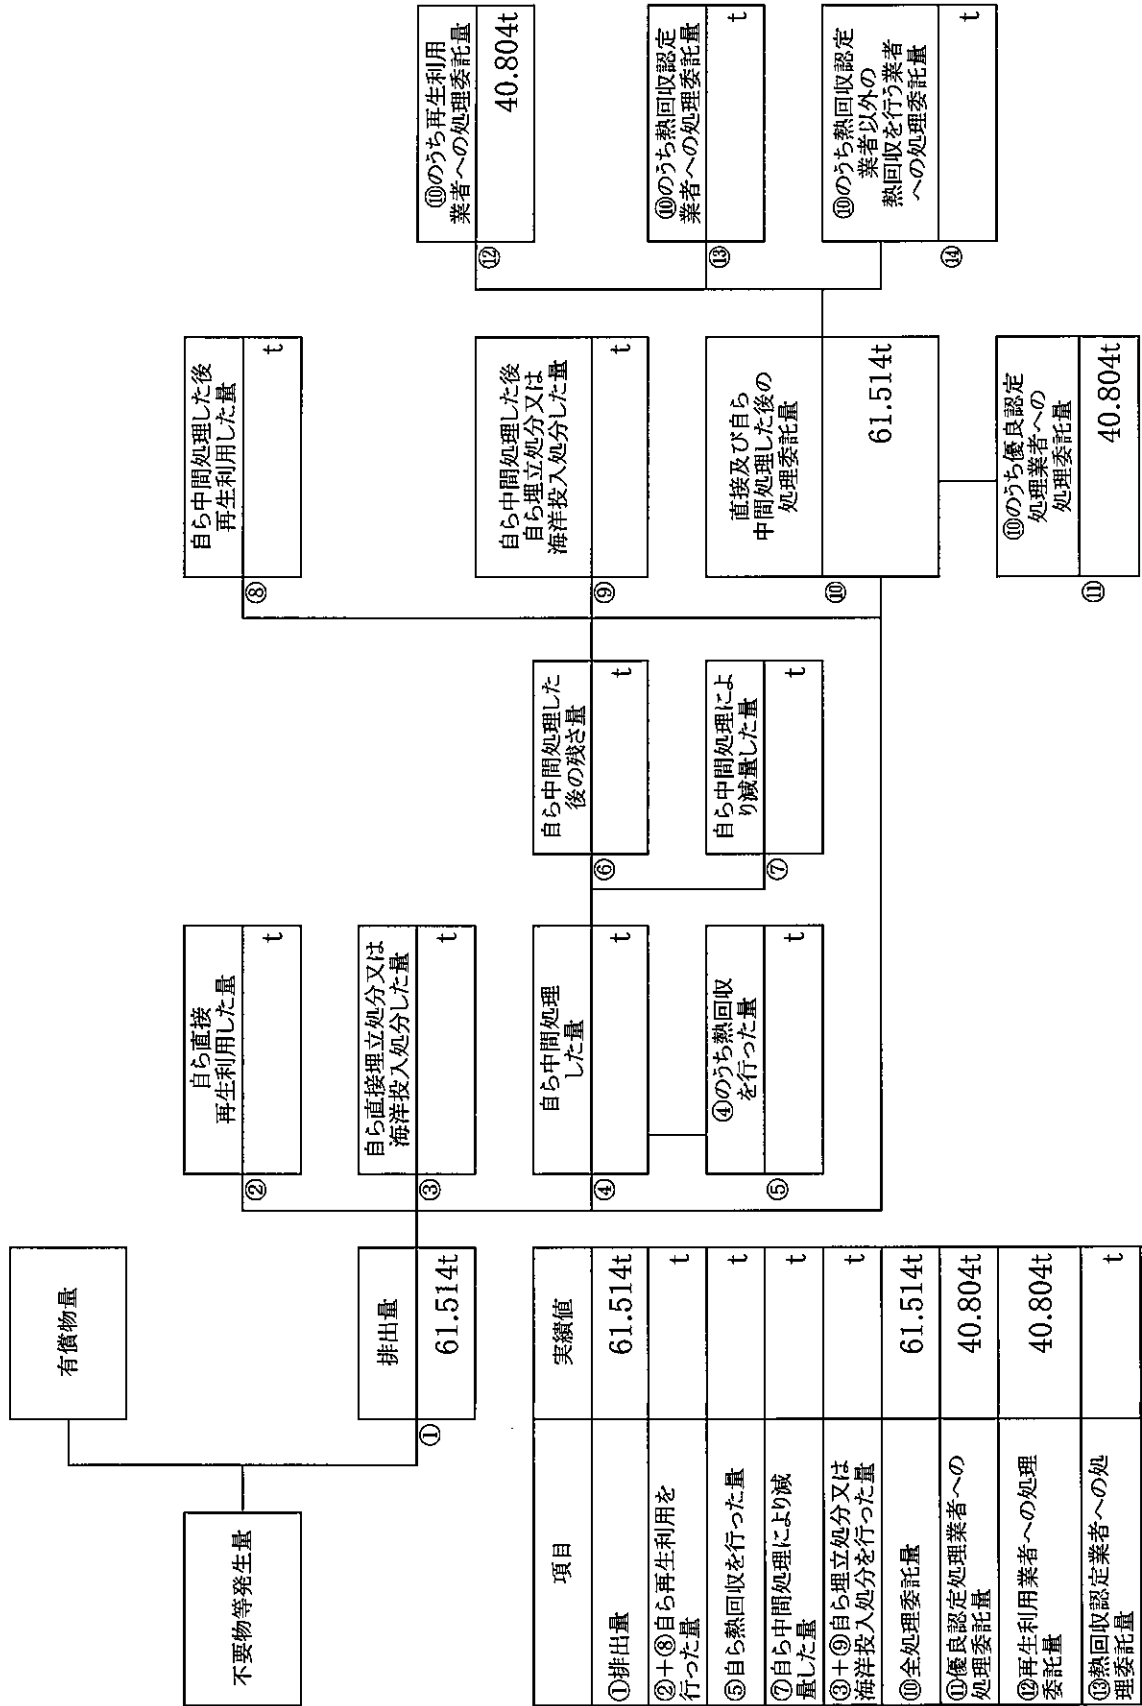 不要物等発生量
有償物量
①
排出量
61.514t
②
自ら直接
再生利用した量
t
③
自ら直接埋立処分又は
海洋投入処分した量
t
④
自ら中間処理
した量
t
⑤
④のうち熱回収
を行った量
t
⑥
自ら中間処理した
後の残さ量
t
⑦
自ら中間処理によ
り減量した量
t
⑧
自ら中間処理した後
再生利用した量
t
⑨
自ら中間処理した後
自ら埋立処分又は
海洋投入処分した量
t
⑩
直接及び自ら
中間処理した後の
処理委託量
61.514t
⑪
⑩のうち優良認定
処理業者への
処理委託量
40.804t
⑫
⑩のうち再生利用
業者への処理委託量
40.804t
⑬
⑩のうち熱回収認定
業者への処理委託量
t
⑭
⑩のうち熱回収認定
業者以外の
熱回収を行う業者
への処理委託量
t
項目
実績値
①排出量
61.514t
②+⑧自ら再生利用を
行った量
t
⑤自ら熱回収を行った量
t
⑦自ら中間処理により減
量した量
t
③+⑨自ら埋立処分又は
海洋投入処分を行った量
t
⑩全処理委託量
61.514t
⑪優良認定処理業者への
処理委託量
40.804t
⑫再生利用業者への処理
委託量
40.804t
⑬熱回収認定業者への処
理委託量
t